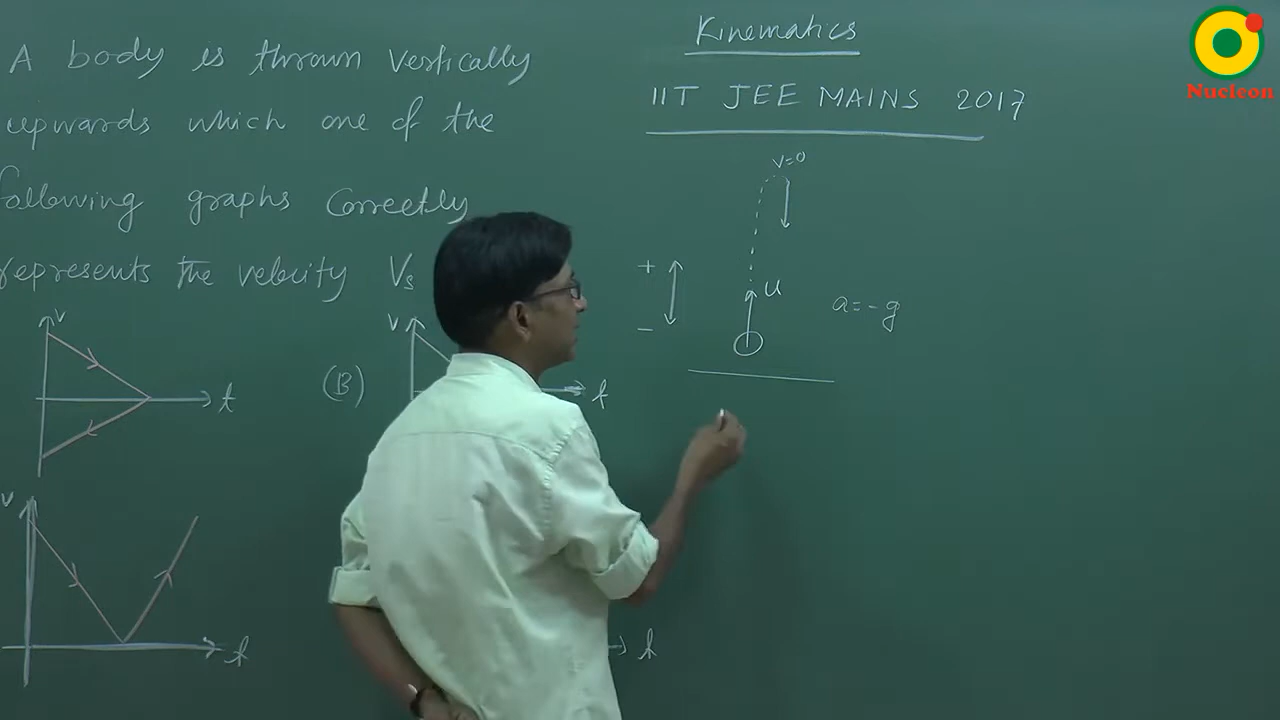 Kinematics
IIT JEE MAINS 2017
Nucleon
A body is thrown vertically
upwards which one of the
following graphs correctly
represents the velocity Vs
v
t
(B)
v
t
v
t
t
v=0
+
-
u
a=-g